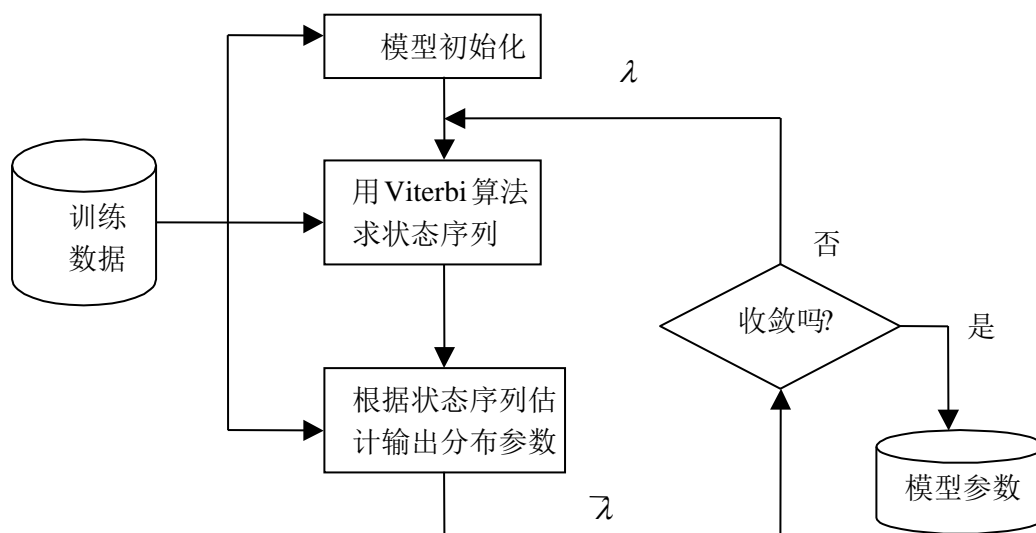 模型初始化
λ
训练
数据
用Viterbi算法
求状态序列
否
收敛吗?
是
根据状态序列估
计输出分布参数
模型参数
λ̄